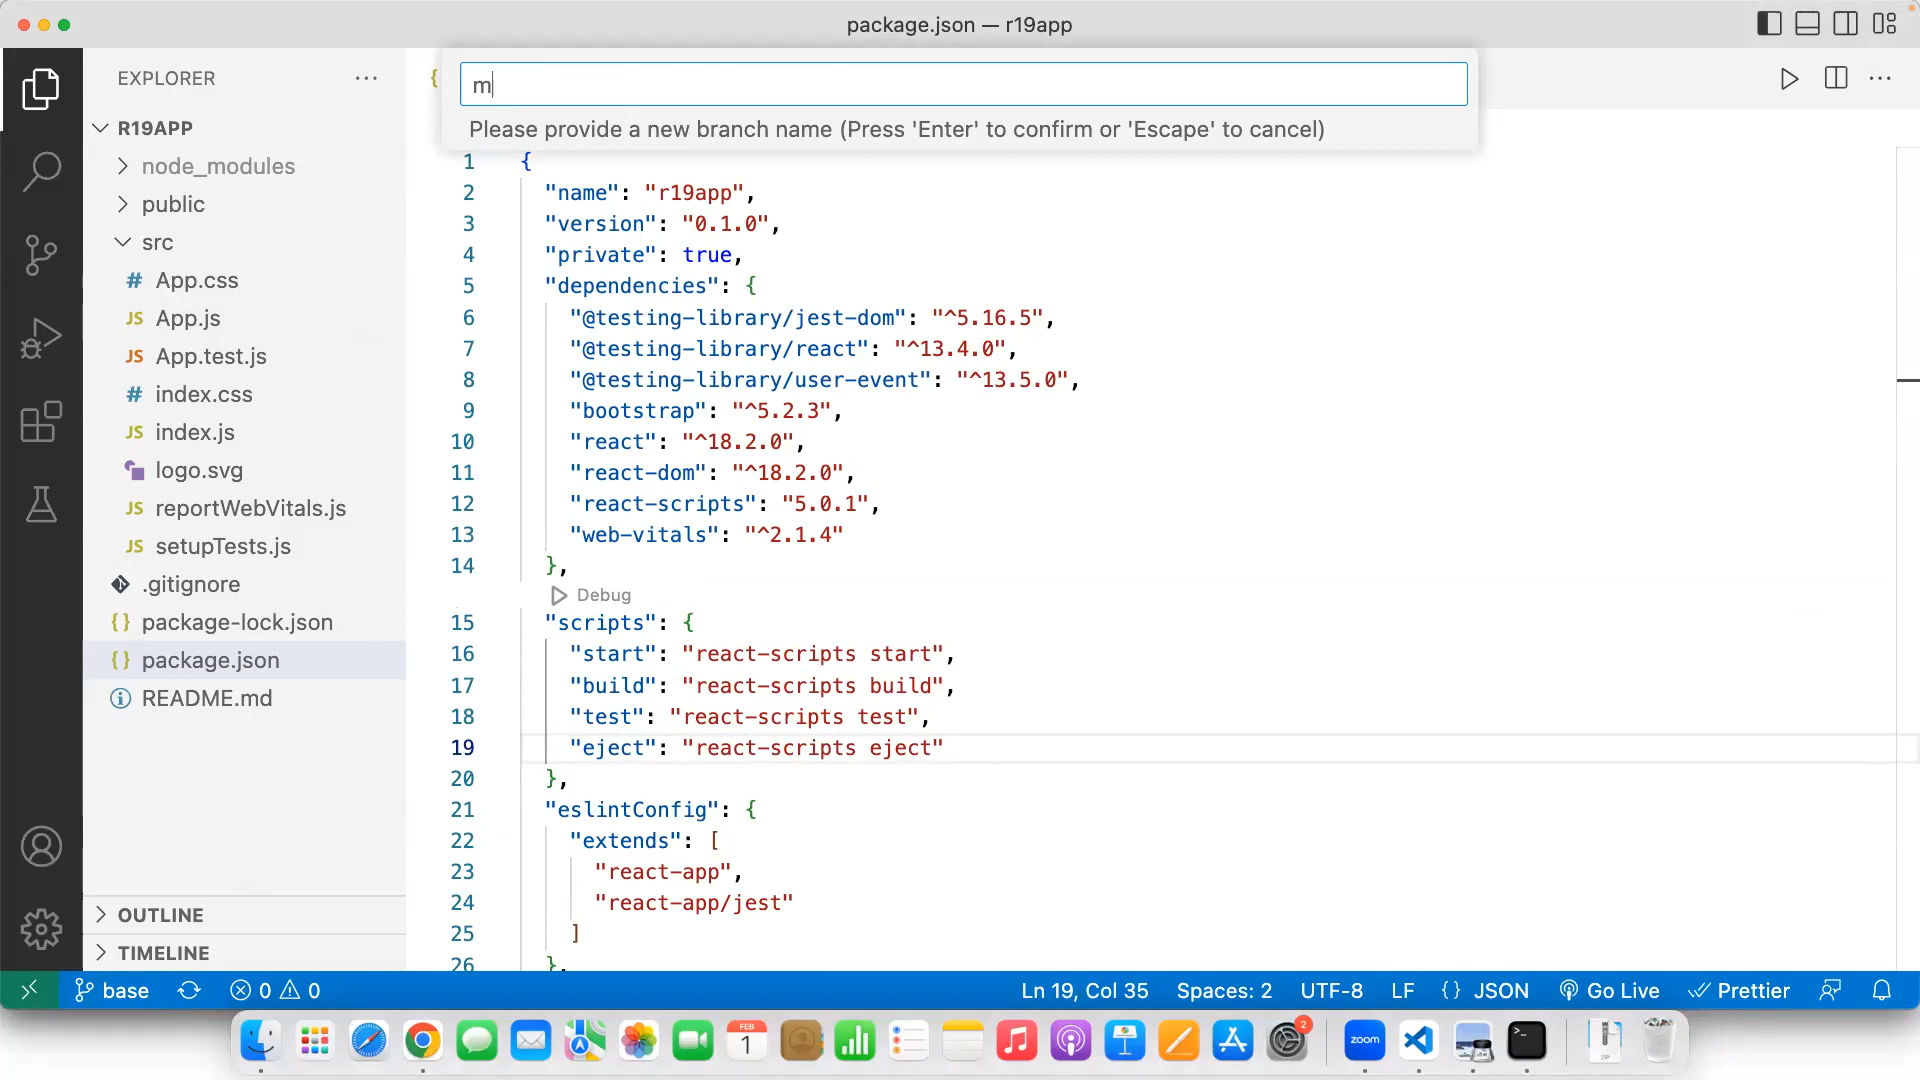 package.json — r19app
EXPLORER
m
Please provide a new branch name (Press 'Enter' to confirm or 'Escape' to cancel)
R19APP
node_modules
public
src
App.css
App.js
App.test.js
index.css
index.js
logo.svg
reportWebVitals.js
setupTests.js
.gitignore
package-lock.json
package.json
README.md
OUTLINE
TIMELINE
1 {
2 "name": "r19app",
3 "version": "0.1.0",
4 "private": true,
5 "dependencies": {
6 "@testing-library/jest-dom": "^5.16.5",
7 "@testing-library/react": "^13.4.0",
8 "@testing-library/user-event": "^13.5.0",
9 "bootstrap": "^5.2.3",
10 "react": "^18.2.0",
11 "react-dom": "^18.2.0",
12 "react-scripts": "5.0.1",
13 "web-vitals": "^2.1.4"
14 },
Debug
15 "scripts": {
16 "start": "react-scripts start",
17 "build": "react-scripts build",
18 "test": "react-scripts test",
19 "eject": "react-scripts eject"
20 },
21 "eslintConfig": {
22 "extends": [
23 "react-app",
24 "react-app/jest"
25 ]
26 },
base 0 0 Ln 19, Col 35 Spaces: 2 UTF-8 LF {} JSON Go Live Prettier
FEB
1
2
zoom
ZIP